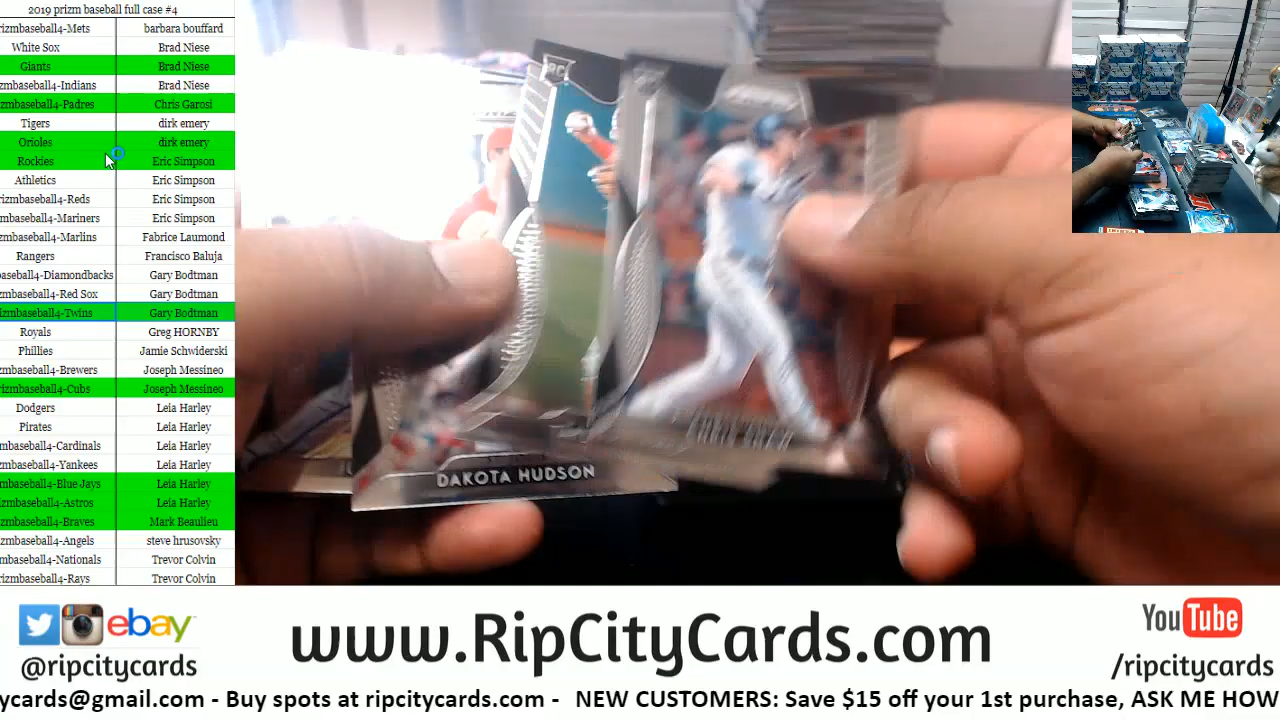 2019 prizm baseball full case #4
rizmbaseball4-Mets barbara bouffard
White Sox Brad Niese
Giants Brad Niese
zmbaseball4-Indians Brad Niese
zmbaseball4-Padres Chris Garosi
Tigers dirk emery
Orioles dirk emery
Rockies Eric Simpson
Athletics Eric Simpson
rizmbaseball4-Reds Eric Simpson
mbaseball4-Mariners Eric Simpson
zmbaseball4-Marlins Fabrice Laumond
Rangers Francisco Baluja
baseball4-Diamondbacks Gary Bodtman
zmbaseball4-Red Sox Gary Bodtman
izmbaseball4-Twins Gary Bodtman
Royals Greg HORNBY
Phillies Jamie Schwiderski
zmbaseball4-Brewers Joseph Messineo
rizmbaseball4-Cubs Joseph Messineo
Dodgers Leia Harley
Pirates Leia Harley
mbaseball4-Cardinals Leia Harley
zmbaseball4-Yankees Leia Harley
zmbaseball4-Blue Jays Leia Harley
zmbaseball4-Astros Leia Harley
zmbaseball4-Braves Mark Beaulieu
izmbaseball4-Angels steve hrusovsky
mbaseball4-Nationals Trevor Colvin
rizmbaseball4-Rays Trevor Colvin
RC
DAKOTA HUDSON
ebay
@ripcitycards
www.RipCityCards.com
YouTube
/ripcitycards
ycards@gmail.com - Buy spots at ripcitycards.com - NEW CUSTOMERS: Save $15 off your 1st purchase, ASK ME HOW